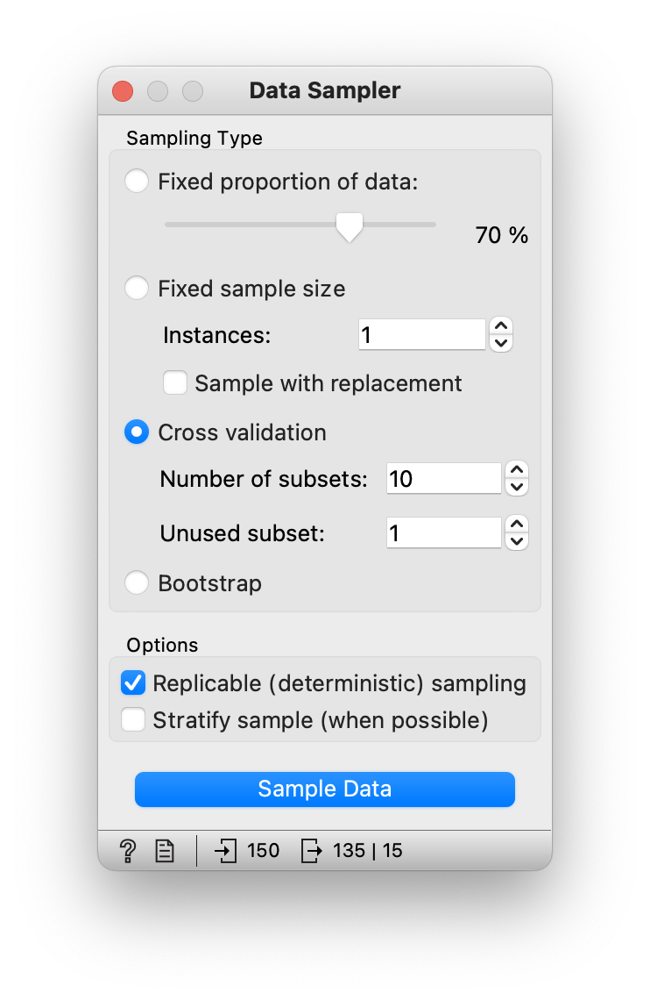 Data Sampler
Sampling Type
Fixed proportion of data:
70 %
Fixed sample size
Instances: 1
Sample with replacement
Cross validation
Number of subsets: 10
Unused subset: 1
Bootstrap
Options
Replicable (deterministic) sampling
Stratify sample (when possible)
Sample Data
? 150 135 | 15